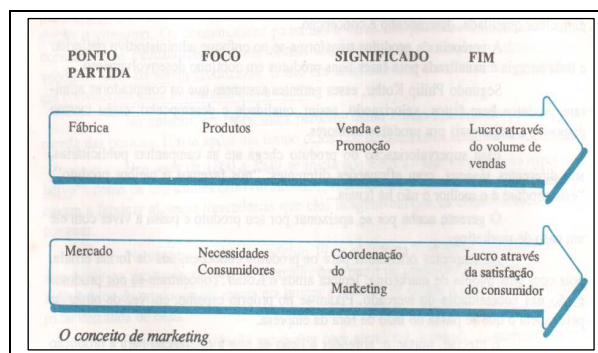 PONTO
PARTIDA
FOCO
SIGNIFICADO
FIM
Fábrica
Produtos
Venda e
Promoção
Lucro através
do volume de
vendas
Mercado
Necessidades
Consumidores
Coordenação
do
Marketing
Lucro através
da satisfação
do consumidor
O conceito de marketing